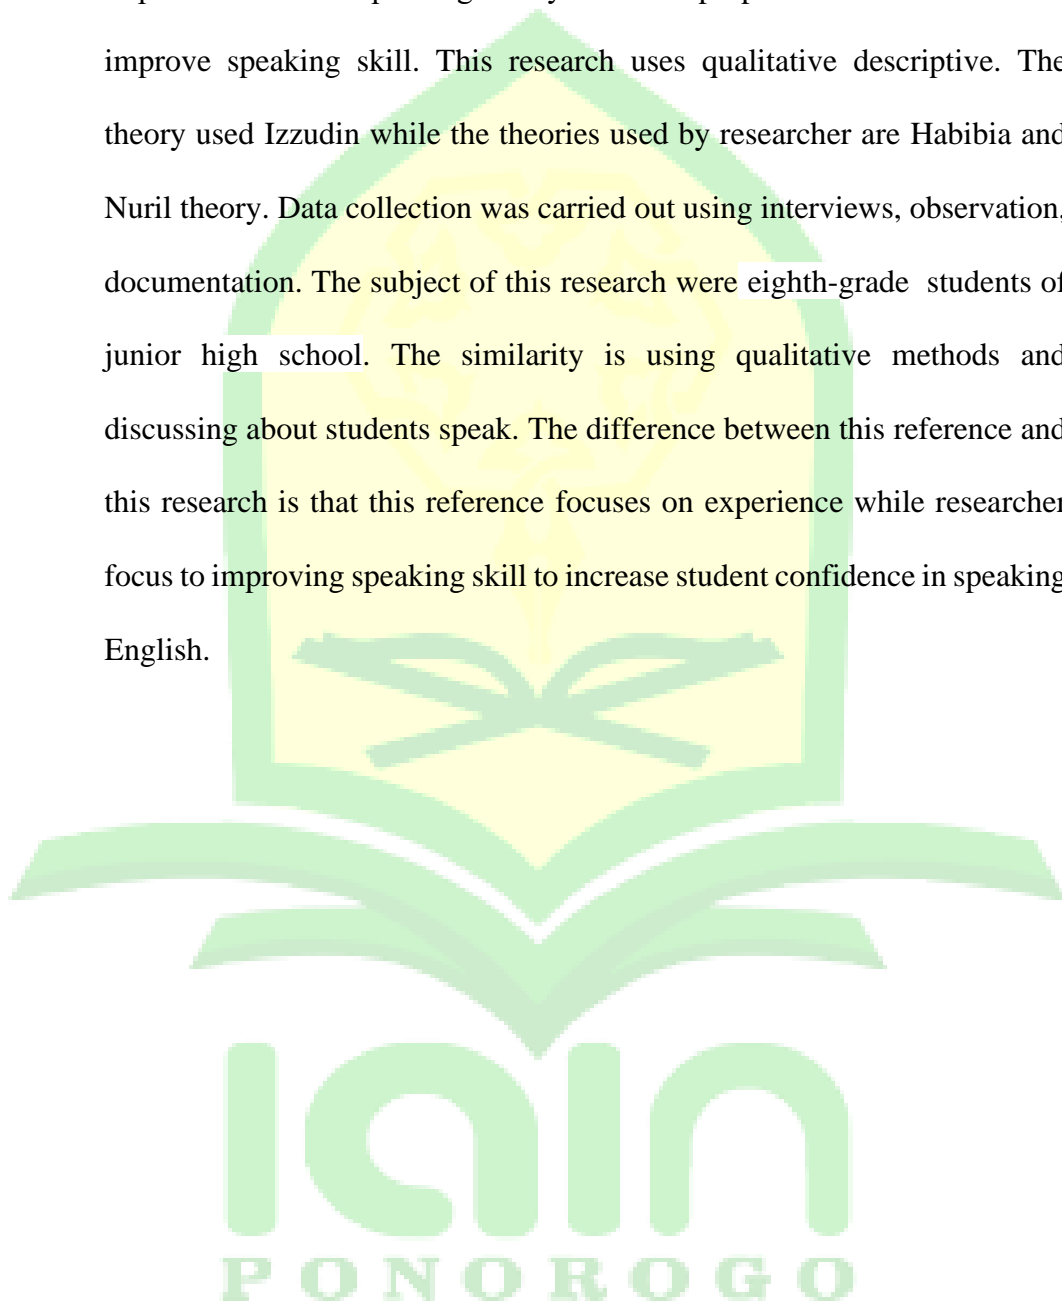 improve speaking skill. This research uses qualitative descriptive. The
theory used Izzudin while the theories used by researcher are Habibia and
Nuril theory. Data collection was carried out using interviews, observation,
documentation. The subject of this research were eighth-grade students of
junior high school. The similarity is using qualitative methods and
discussing about students speak. The difference between this reference and
this research is that this reference focuses on experience while researcher
focus to improving speaking skill to increase student confidence in speaking
English.
IAIN
PONOROGO